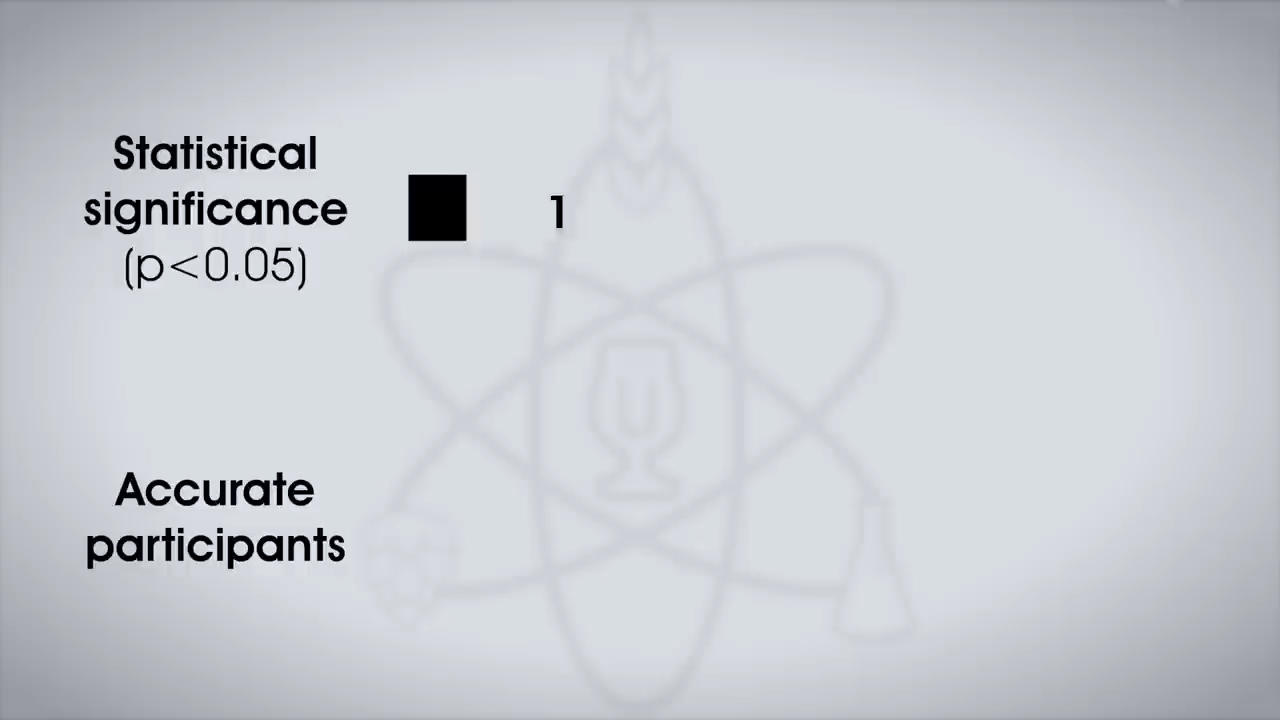 Statistical
significance
(p<0.05)
1
Accurate
participants